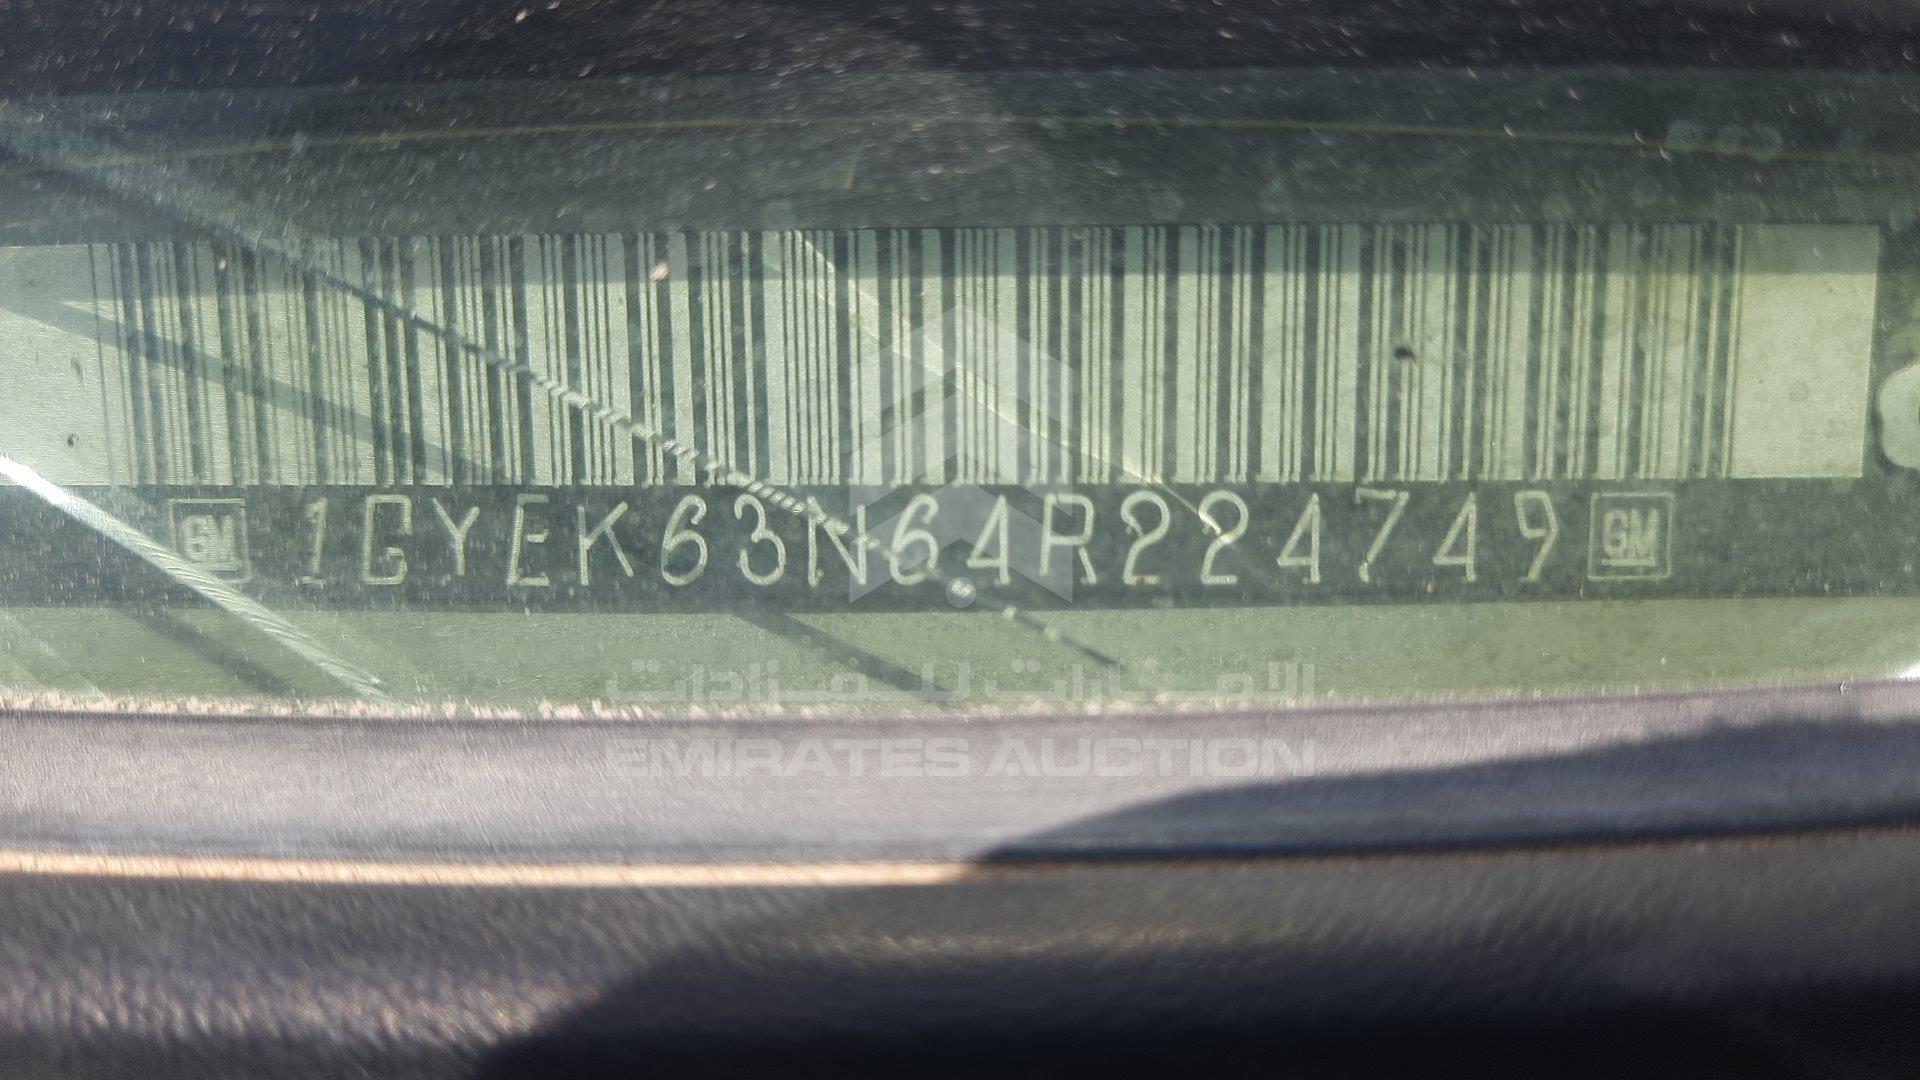 GM 1GYEK63N64R224749 GM
الإمارات للمزادات
EMIRATES AUCTION